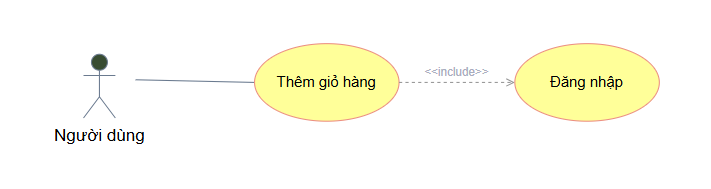 <<include>>
Thêm giỏ hàng
Đăng nhập
Người dùng